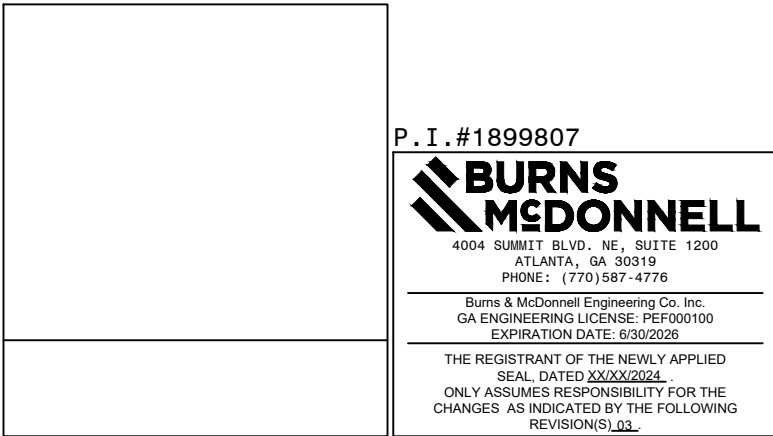 P.I.#1899807
BURNS
McDONNELL
4004 SUMMIT BLVD. NE, SUITE 1200
ATLANTA, GA 30319
PHONE: (770)587-4776
Burns & McDonnell Engineering Co. Inc.
GA ENGINEERING LICENSE: PEF000100
EXPIRATION DATE: 6/30/2026
THE REGISTRANT OF THE NEWLY APPLIED
SEAL, DATED XX/XX/2024 .
ONLY ASSUMES RESPONSIBILITY FOR THE
CHANGES AS INDICATED BY THE FOLLOWING
REVISION(S) 03 .